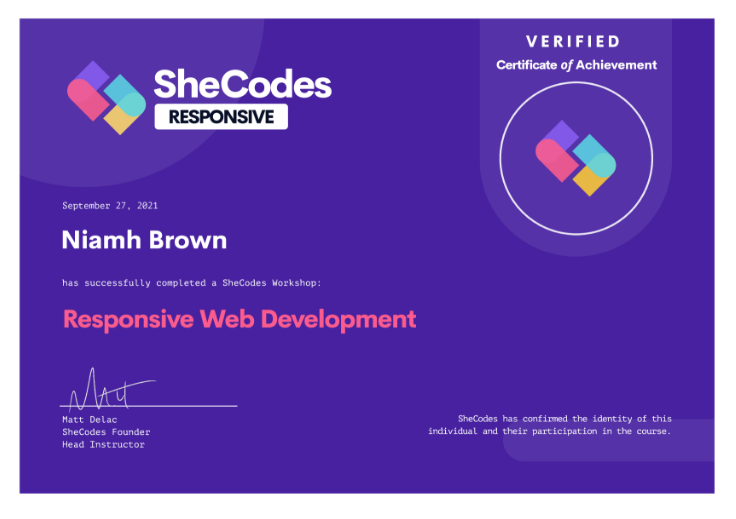 SheCodes
RESPONSIVE
VERIFIED
Certificate of Achievement
September 27, 2021
Niamh Brown
has successfully completed a SheCodes Workshop:
Responsive Web Development
Matt Delac
SheCodes Founder
Head Instructor
SheCodes has confirmed the identity of this
individual and their participation in the course.